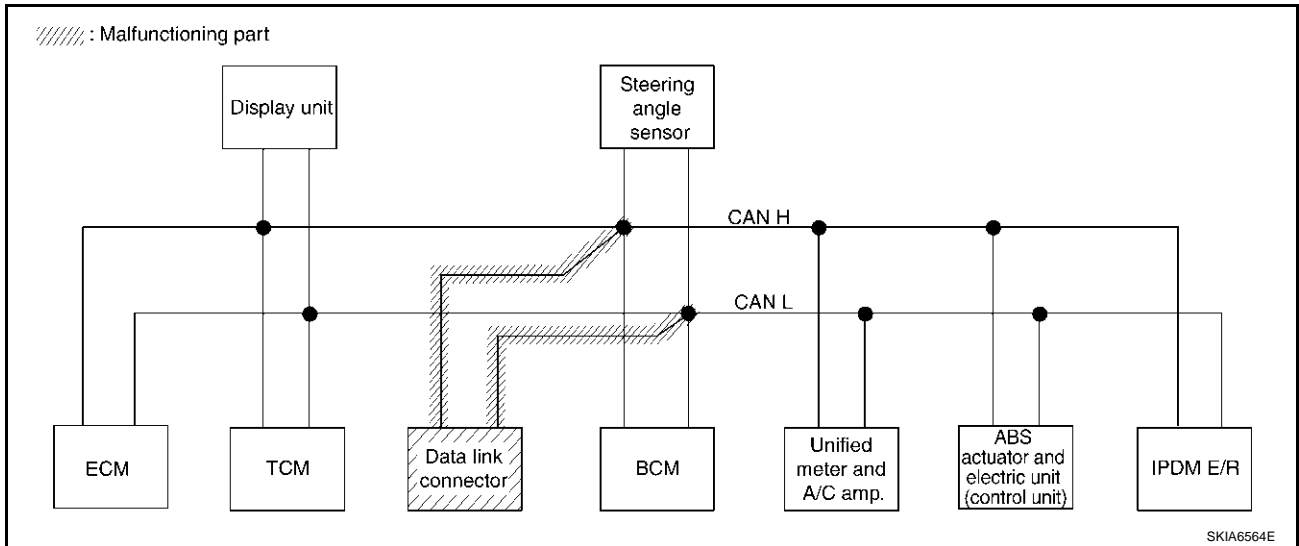 : Malfunctioning part
Display unit
Steering
angle
sensor
CAN H
CAN L
ECM
TCM
Data link
connector
BCM
Unified
meter and
A/C amp.
ABS
actuator and
electric unit
(control unit)
IPDM E/R
SKIA6564E